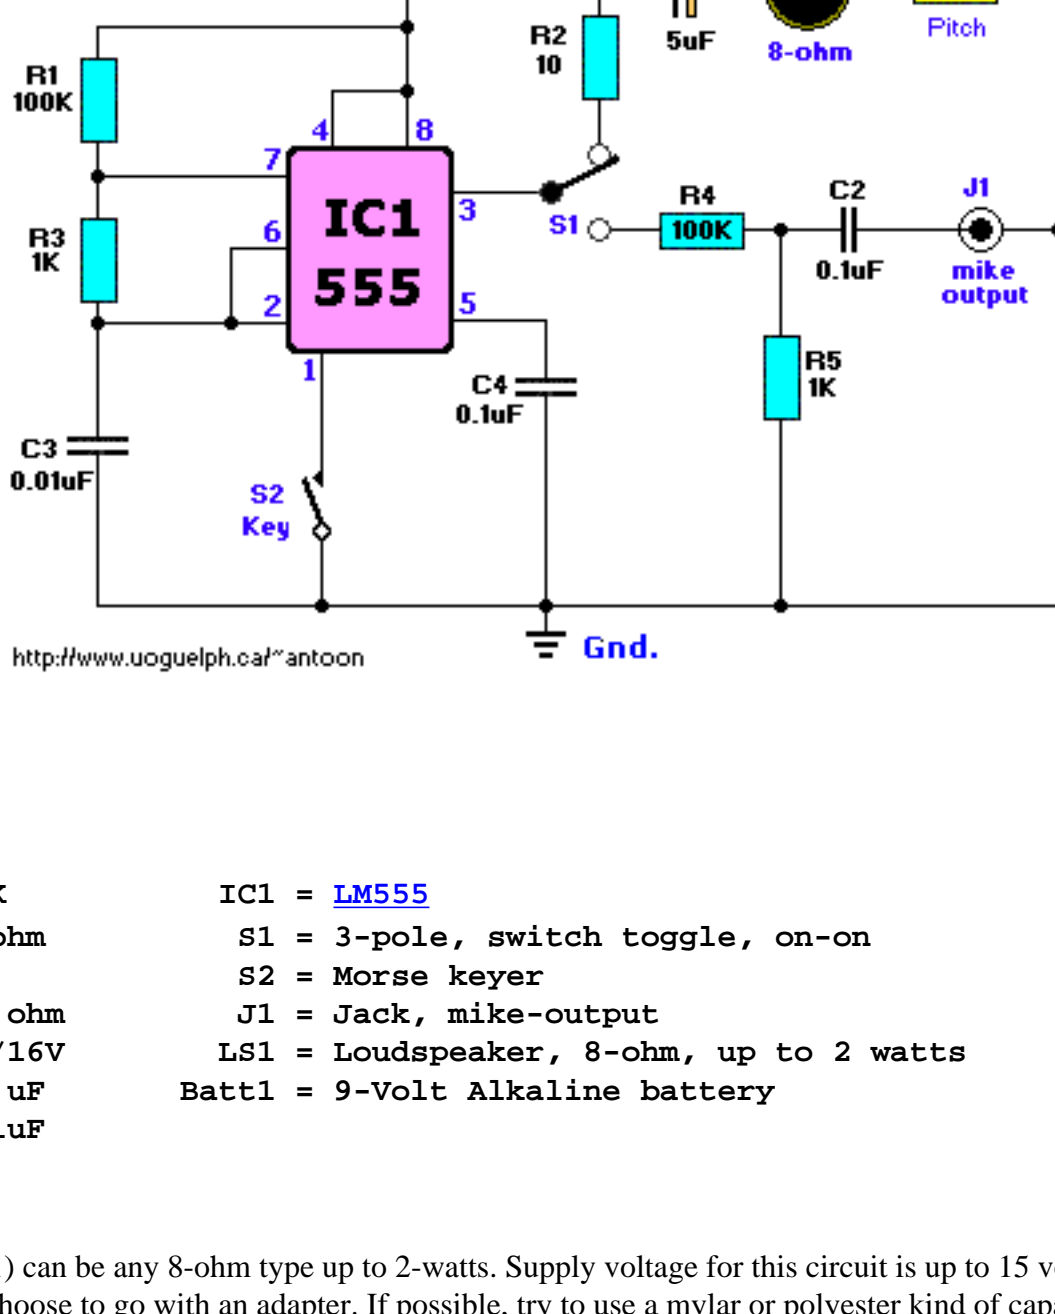 R2
10
5uF
8-ohm
Pitch
R1
100K
4
8
7
IC1
555
3
6
2
5
1
R3
1K
S1
R4
100K
C2
0.1uF
J1
mike
output
C4
0.1uF
R5
1K
C3
0.01uF
S2
Key
http://www.uoguelph.ca/~antoon
Gnd.
IC1 = LM555
ohm S1 = 3-pole, switch toggle, on-on
S2 = Morse keyer
ohm J1 = Jack, mike-output
/16V LS1 = Loudspeaker, 8-ohm, up to 2 watts
uF Batt1 = 9-Volt Alkaline battery
1uF
) can be any 8-ohm type up to 2-watts. Supply voltage for this circuit is up to 15
hoose to go with an adapter. If possible, try to use a mylar or polyester kind of